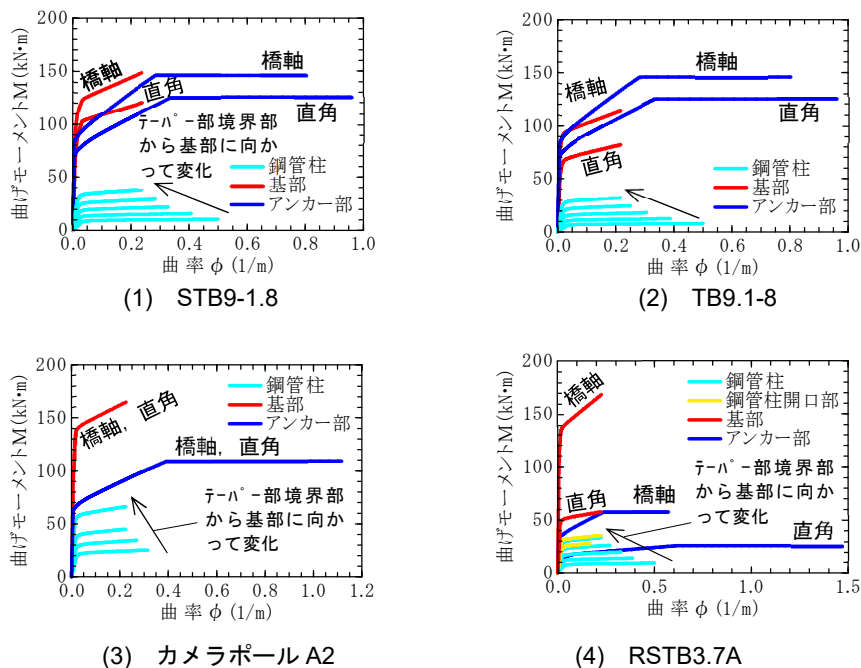 200
150
100
50
0
0.0 0.2 0.4 0.6 0.8 1.0
曲げモーメントM (kN・m)
曲 率 φ (1/m)
橋軸
直角
橋軸
直角
ﾃｰﾊﾟｰ部境界部
から基部に向か
って変化
鋼管柱
基部
アンカー部
(1) STB9-1.8
200
150
100
50
0
0.0 0.2 0.4 0.6 0.8 1.0
曲げモーメントM (kN・m)
曲 率 φ (1/m)
橋軸
直角
橋軸
直角
鋼管柱
基部
アンカー部
(2) TB9.1-8
200
150
100
50
0
0.0 0.2 0.4 0.6 0.8 1.0 1.2
曲げモーメントM (kN・m)
曲 率 φ (1/m)
橋軸, 直角
橋軸, 直角
鋼管柱
基部
アンカー部
ﾃｰﾊﾟｰ部境界部
から基部に向か
って変化
(3) カメラポール A2
200
150
100
50
0
0.0 0.5 1.0 1.5
曲げモーメントM (kN・m)
曲 率 φ (1/m)
橋軸
直角
橋軸
直角
鋼管柱
鋼管柱開口部
基部
アンカー部
ﾃｰﾊﾟｰ部境界部
から基部に向か
って変化
(4) RSTB3.7A